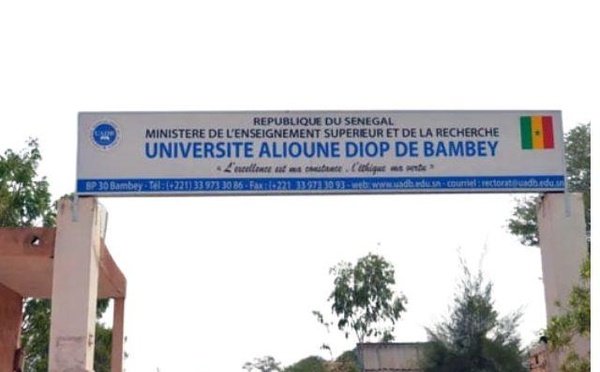 REPUBLIQUE DU SENEGAL
MINISTERE DE L'ENSEIGNEMENT SUPERIEUR ET DE LA RECHERCHE
UADB
UNIVERSITE ALIOUNE DIOP DE BAMBEY
« L'excellence est ma constance , l'éthique ma vertu »
BP 30 Bambey - Tél : (+221) 33 973 30 86 - Fax : (+221 33 973 30 93 - web: www.uadb.edu.sn - courriel : rectorat@uadb.edu.sn